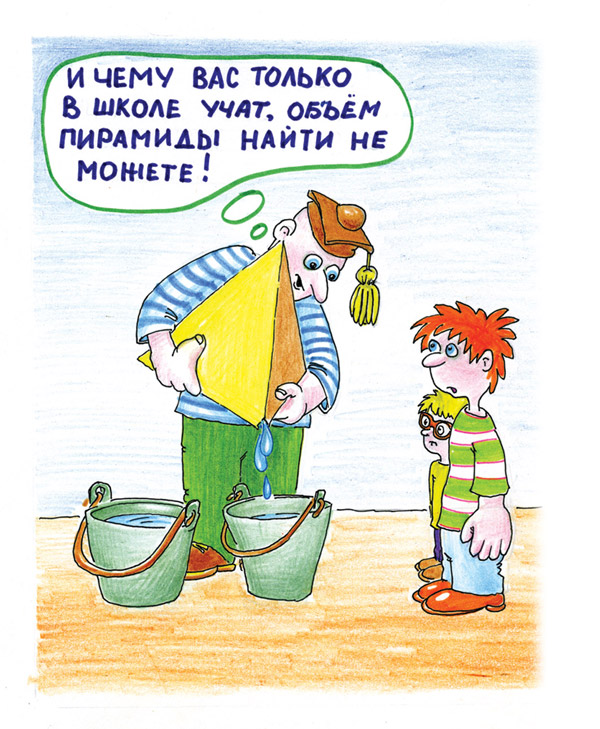 И ЧЕМУ ВАС ТОЛЬКО
В ШКОЛЕ УЧАТ, ОБЪЁМ
ПИРАМИДЫ НАЙТИ НЕ
МОЖЕТЕ!